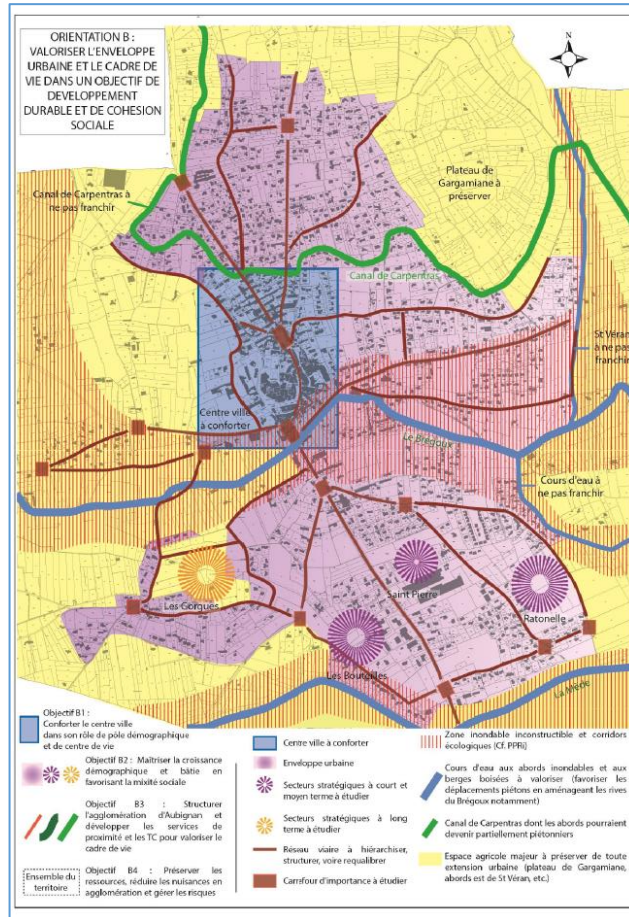 ORIENTATION B :
VALORISER L'ENVELOPPE
URBAINE ET LE CADRE DE
VIE DANS UN OBJECTIF DE
DEVELOPPEMENT
DURABLE ET DE COHESION
SOCIALE
N
Canal de Carpentras à
ne pas franchir
Plateau de
Gargamiane à
préserver
Canal de Carpentras
St Véran
à ne pas
franchir
Centre ville
à conforter
Le Brégoux
Cours d'eau à
ne pas franchir
Les Gorgues
Saint Pierre
Ratonelle
Les Bouteilles
La Mède
Objectif B1 :
Conforter le centre ville
dans son rôle de pôle démographique
et de centre de vie
Objectif B2 : Maîtriser la croissance
démographique et bâtie en
favorisant la mixité sociale
Objectif B3 : Structurer
l'agglomération d'Aubignan et
développer les services de
proximité et les TC pour valoriser le
cadre de vie
Ensemble du
territoire
Objectif B4 : Préserver les
ressources, réduire les nuisances en
agglomération et gérer les risques
Centre ville à conforter
Enveloppe urbaine
Secteurs stratégiques à court et
moyen terme à étudier
Secteurs stratégiques à long
terme à étudier
Réseau viaire à hiérarchiser,
structurer, voire requalibrer
Carrefour d'importance à étudier
Zone inondable inconstructible et corridors
écologiques (Cf. PPRi)
Cours d'eau aux abords inondables et aux
berges boisées à valoriser (favoriser les
déplacements piétons en aménageant les rives
du Brégoux notamment)
Canal de Carpentras dont les abords pourraient
devenir partiellement piétonniers
Espace agricole majeur à préserver de toute
extension urbaine (plateau de Gargamiane,
abords est de St Véran, etc.)